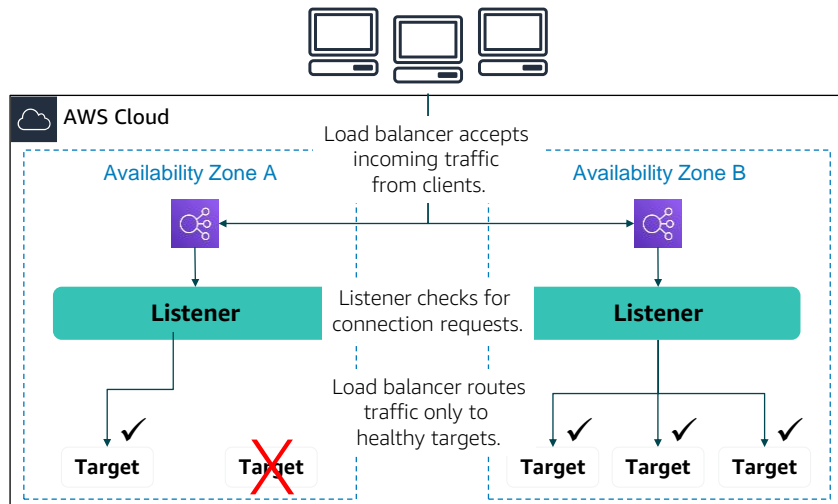 AWS Cloud
Load balancer accepts
incoming traffic
from clients.
Availability Zone A
Availability Zone B
Listener
Listener checks for
connection requests.
Listener
Load balancer routes
traffic only to
healthy targets.
Target
Target
Target
Target
Target